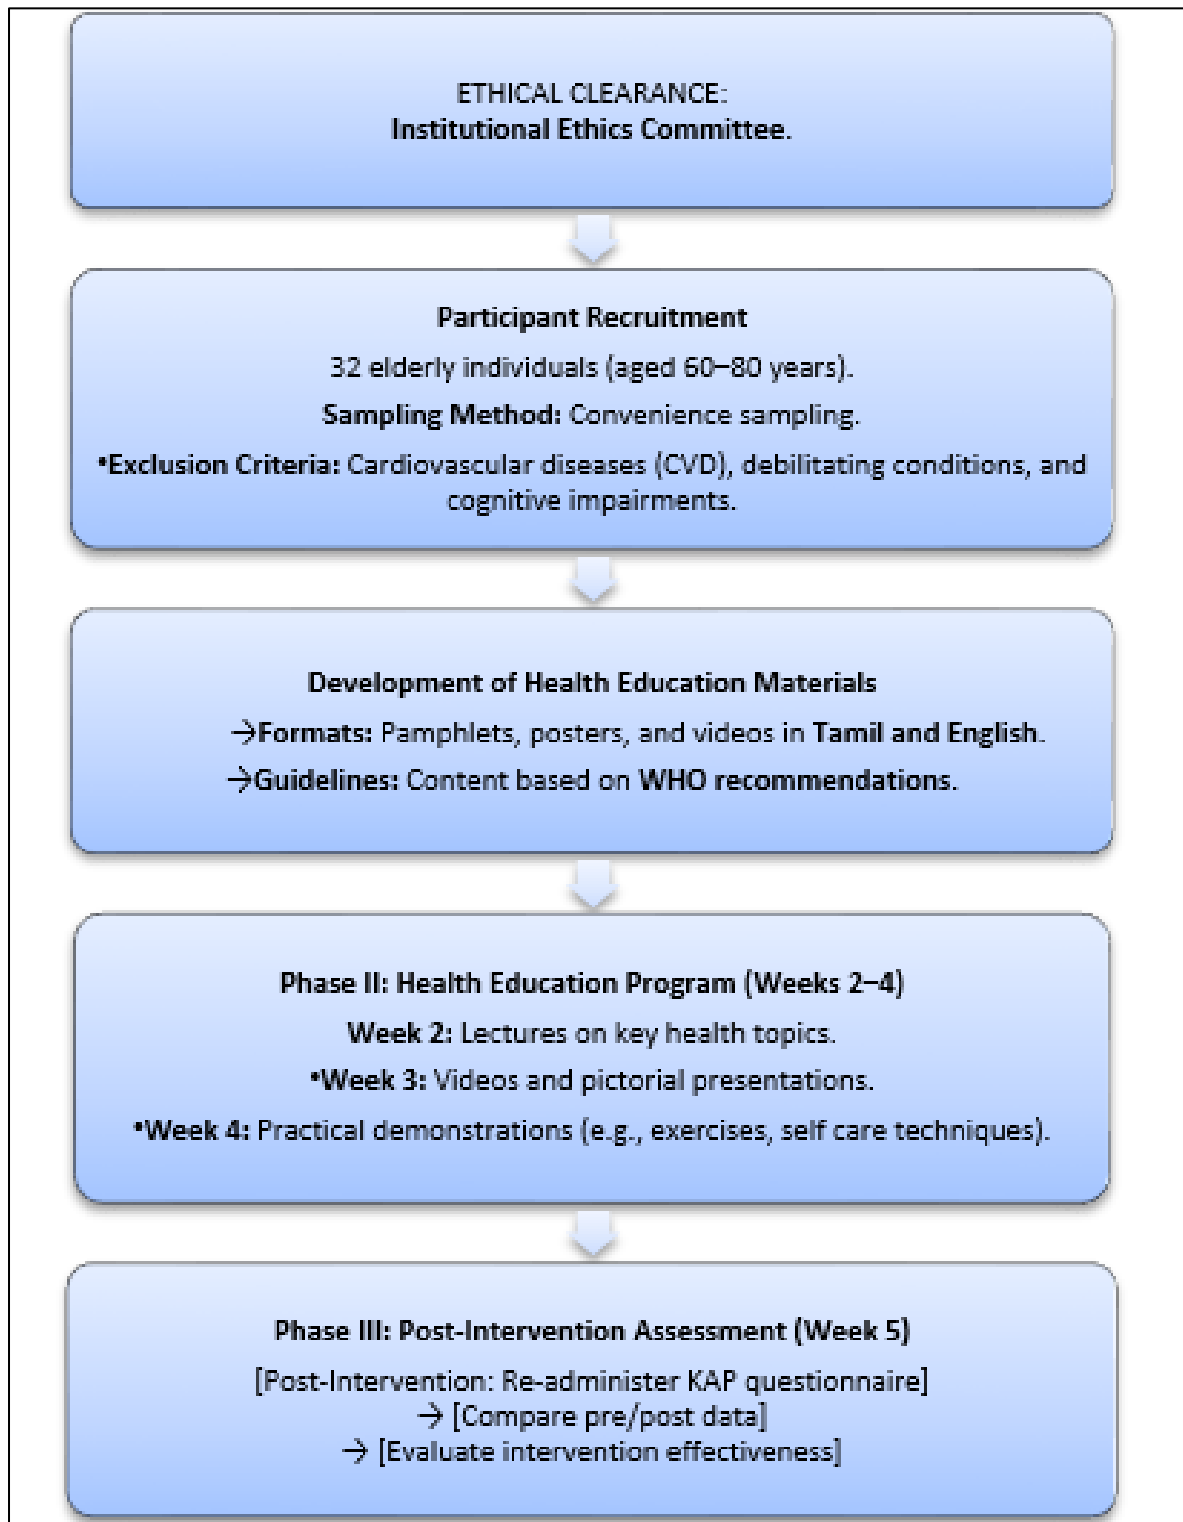 ETHICAL CLEARANCE:
Institutional Ethics Committee.
Participant Recruitment
32 elderly individuals (aged 60–80 years).
Sampling Method: Convenience sampling.
•Exclusion Criteria: Cardiovascular diseases (CVD), debilitating conditions, and
cognitive impairments.
Development of Health Education Materials
→Formats: Pamphlets, posters, and videos in Tamil and English.
→Guidelines: Content based on WHO recommendations.
Phase II: Health Education Program (Weeks 2–4)
Week 2: Lectures on key health topics.
•Week 3: Videos and pictorial presentations.
•Week 4: Practical demonstrations (e.g., exercises, self care techniques).
Phase III: Post-Intervention Assessment (Week 5)
[Post-Intervention: Re-administer KAP questionnaire]
→ [Compare pre/post data]
→ [Evaluate intervention effectiveness]